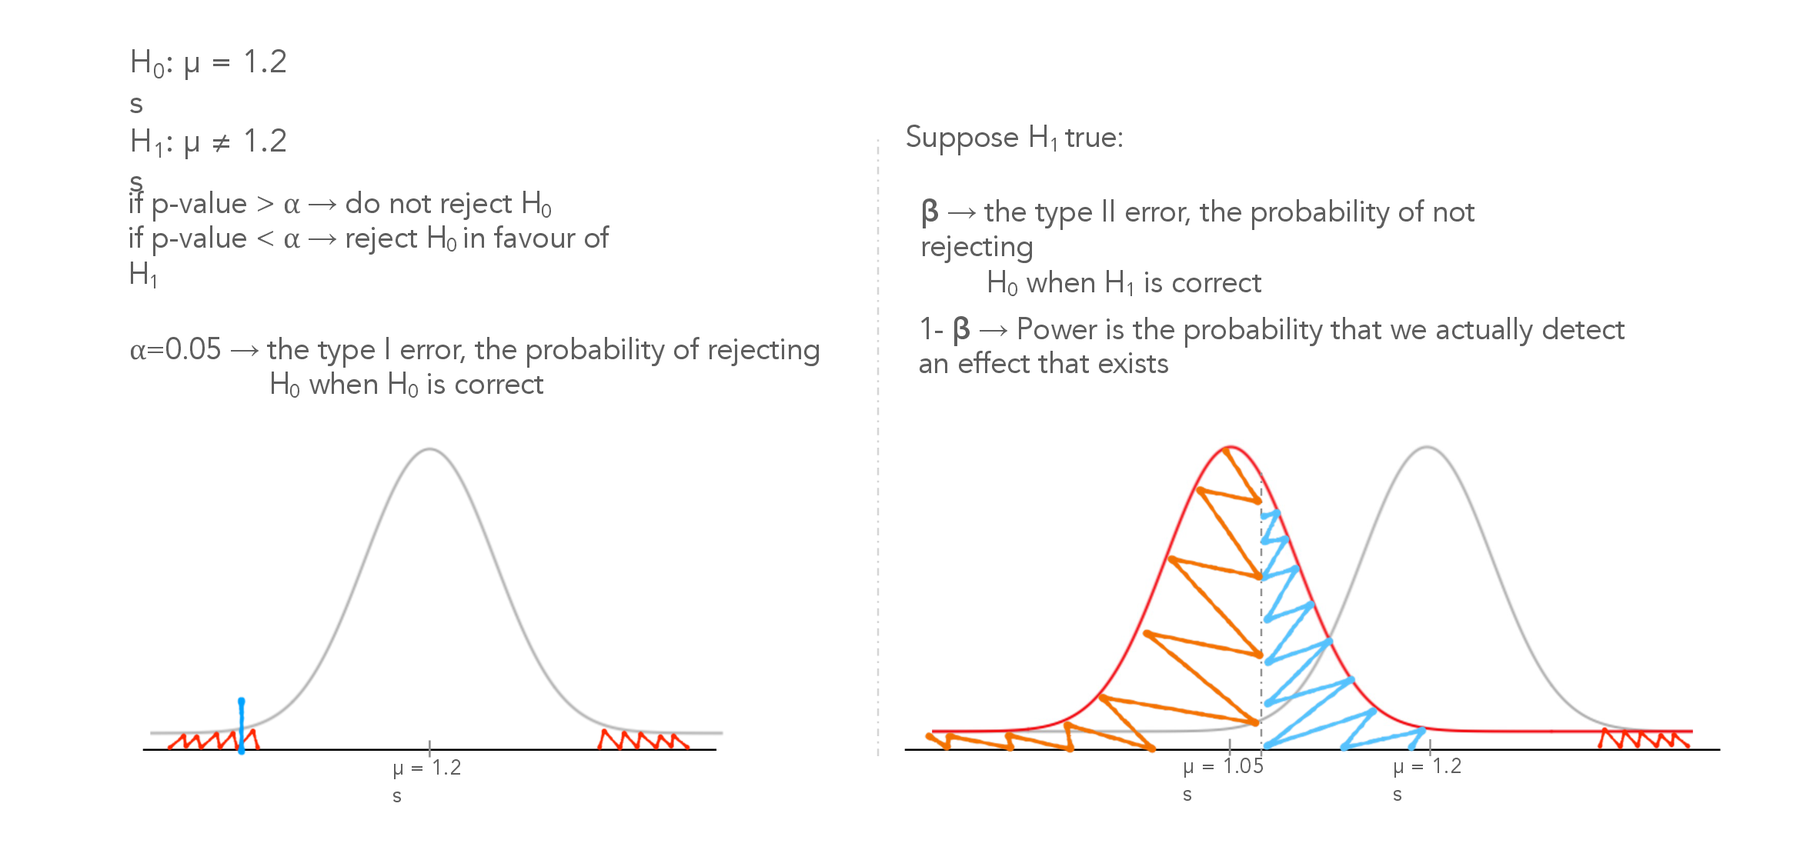 H₀: μ = 1.2
s
H₁: μ ≠ 1.2
s
if p-value > α → do not reject H₀
if p-value < α → reject H₀ in favour of
H₁
α=0.05 → the type I error, the probability of rejecting
H₀ when H₀ is correct
μ = 1.2
s
Suppose H₁ true:
β → the type II error, the probability of not
rejecting
H₀ when H₁ is correct
1- β → Power is the probability that we actually detect
an effect that exists
μ = 1.05
s
μ = 1.2
s